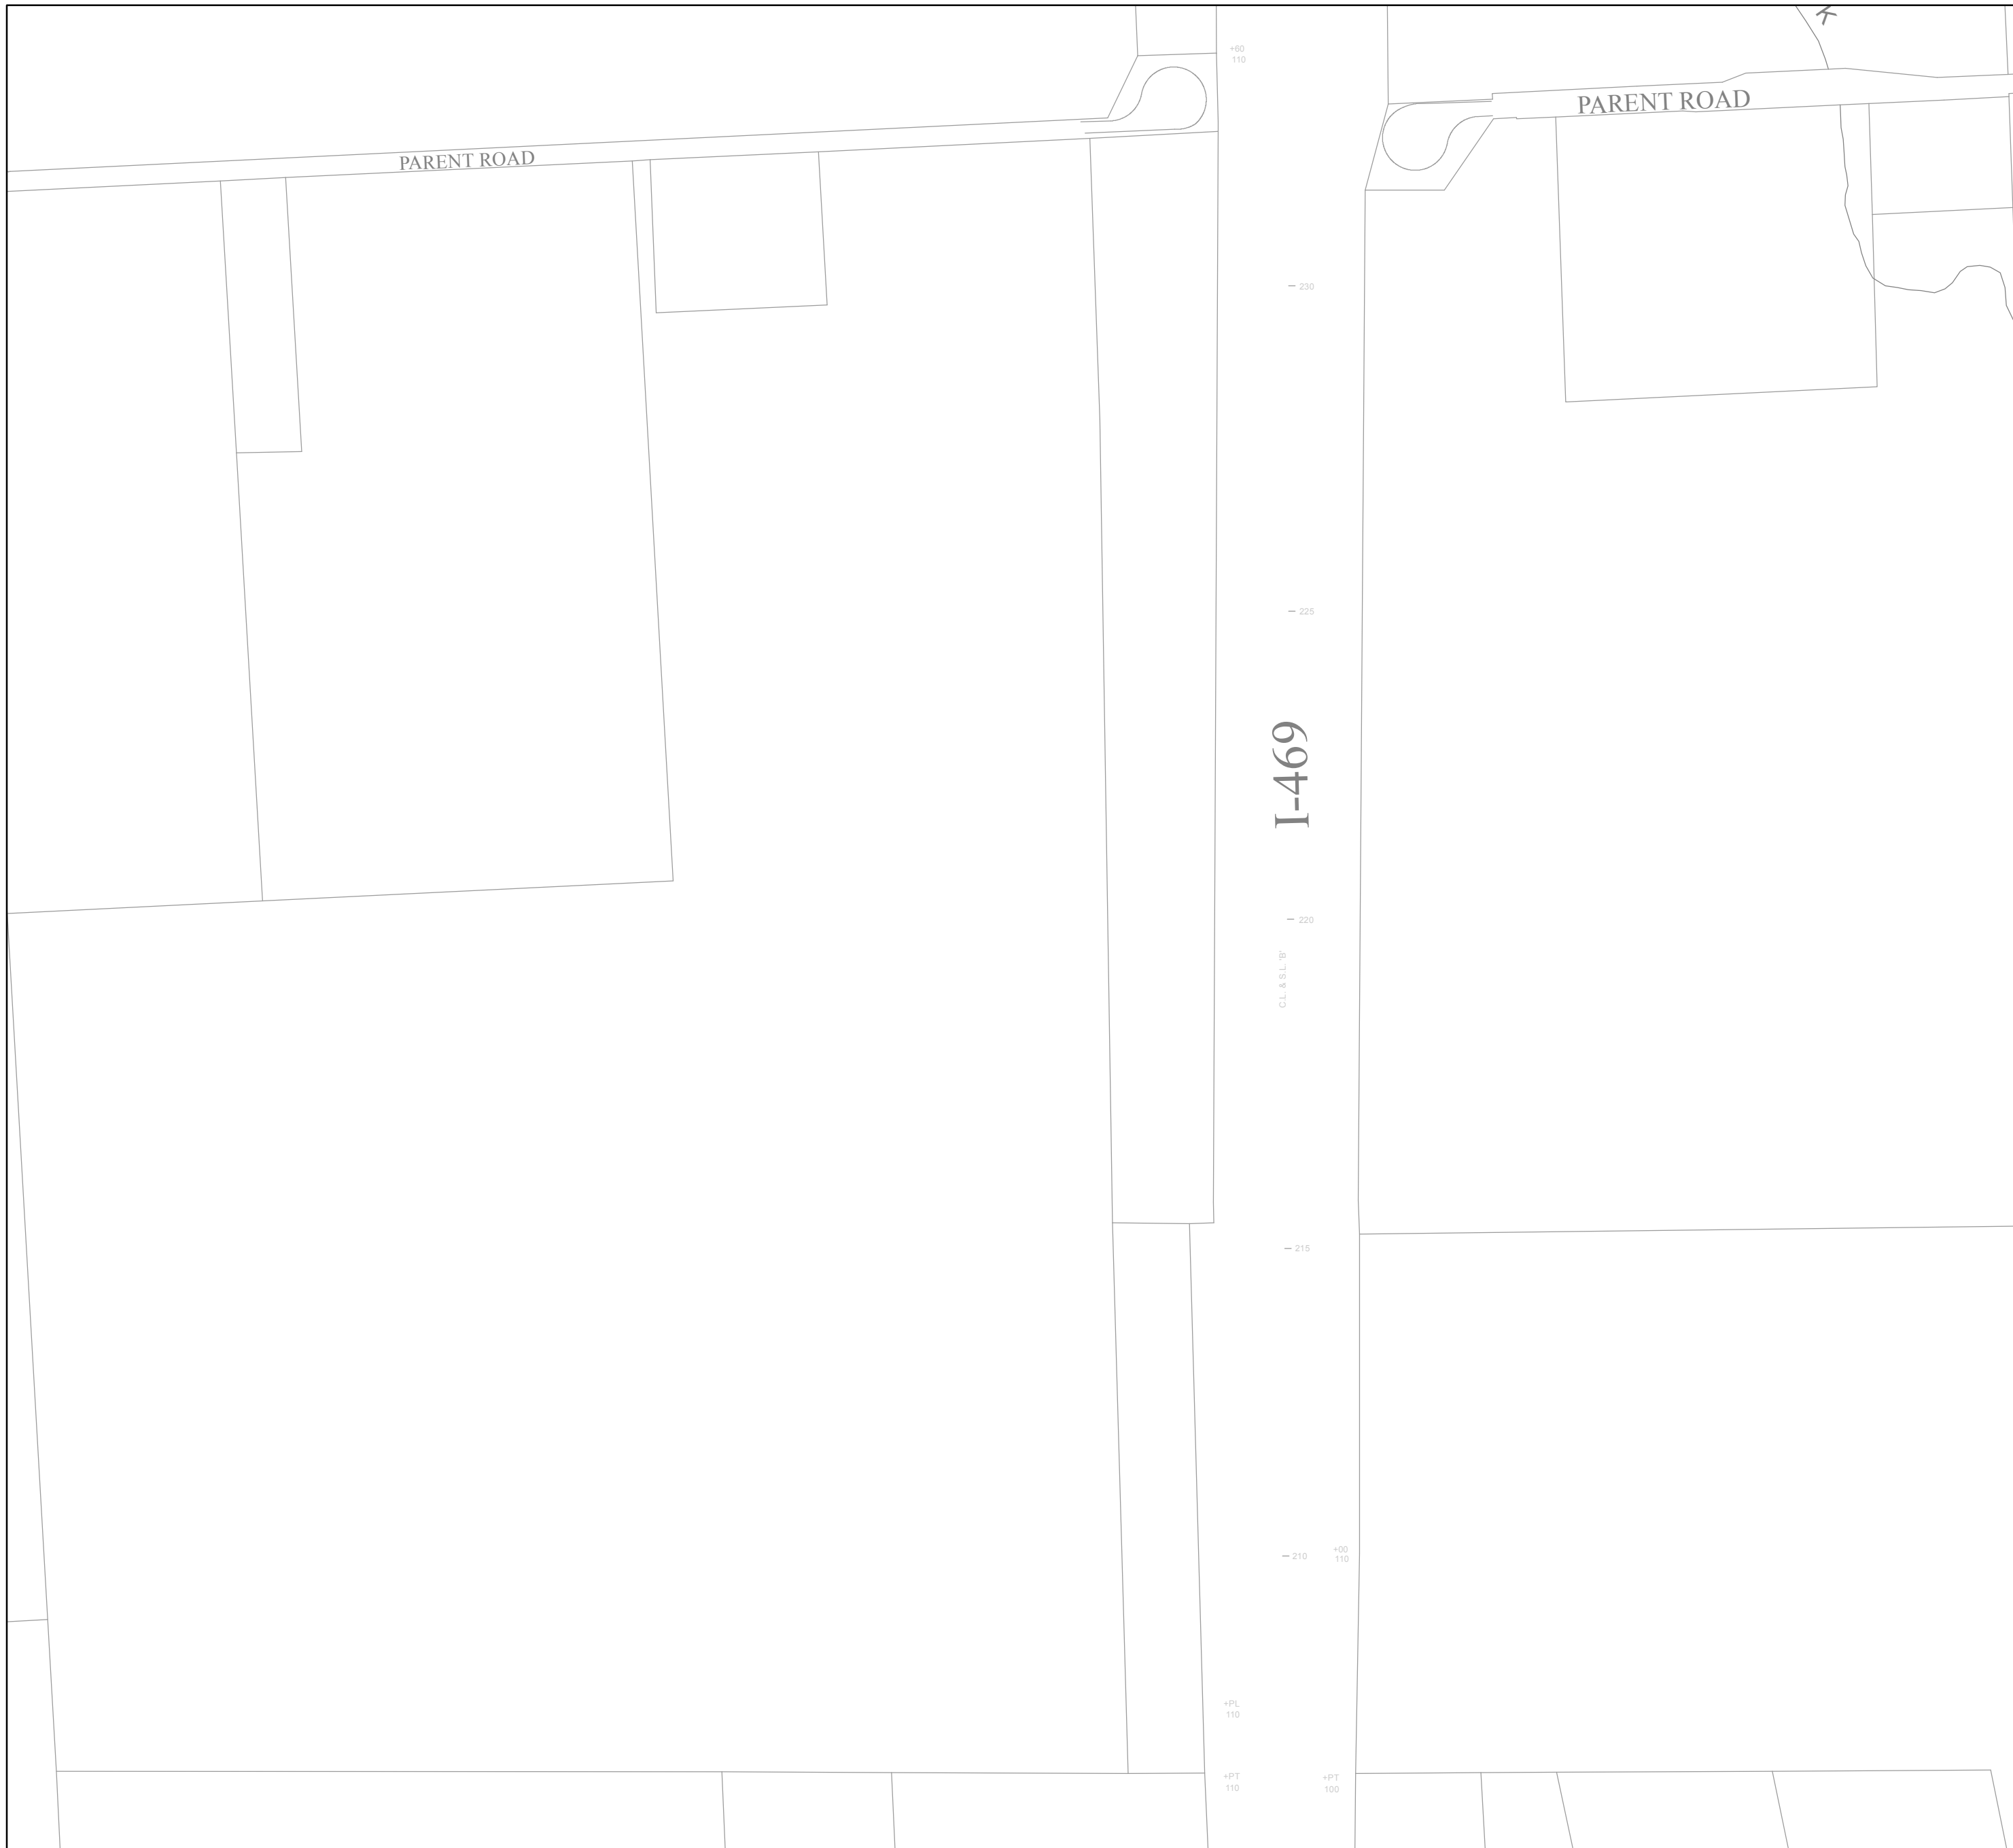 K
+60
110
PARENT ROAD
PARENT ROAD
230
225
I-469
220
C.L. & S.L. 'B'
215
210
+00
110
+PL
110
+PT
110
+PT
100